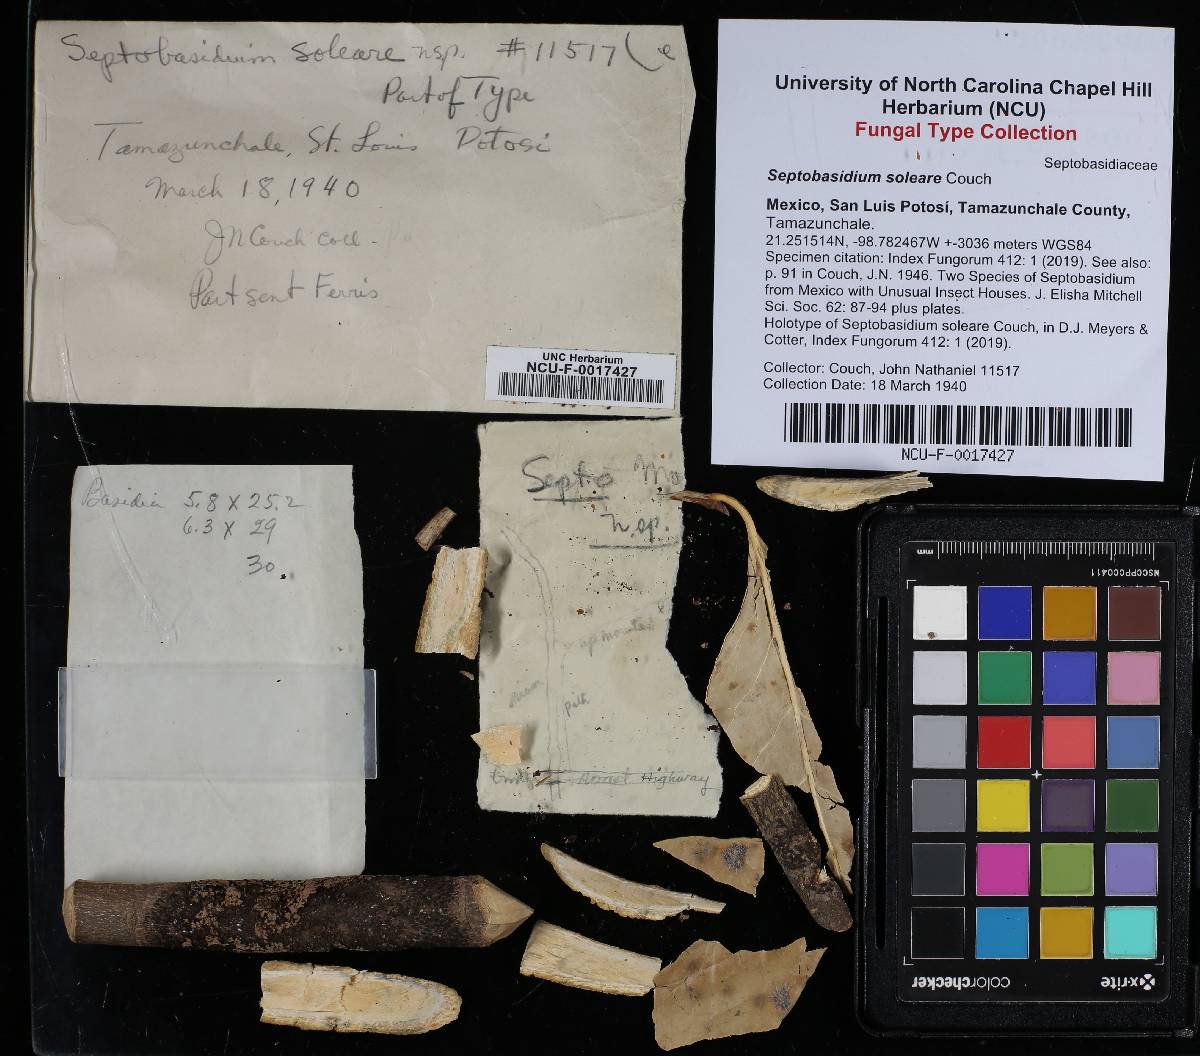 Septobasidium soleare nsp. #11517
Part of Type
Tamazunchale, St. Louis Potosi
March 18, 1940
JN Couch coll.
Part sent Ferris
UNC Herbarium
NCU-F-0017427
University of North Carolina Chapel Hill
Herbarium (NCU)
Fungal Type Collection
Septobasidiaceae
Septobasidium soleare Couch
Mexico, San Luis Potosí, Tamazunchale County,
Tamazunchale.
21.251514N, -98.782467W +-3036 meters WGS84
Specimen citation: Index Fungorum 412: 1 (2019). See also:
p. 91 in Couch, J.N. 1946. Two Species of Septobasidium
from Mexico with Unusual Insect Houses. J. Elisha Mitchell
Sci. Soc. 62: 87-94 plus plates.
Holotype of Septobasidium soleare Couch, in D.J. Meyers &
Cotter, Index Fungorum 412: 1 (2019).
Collector: Couch, John Nathaniel 11517
Collection Date: 18 March 1940
NCU-F-0017427
Basidia 5.8 X 25.2
6.3 X 29
30.
Septo
n.sp.
path
Highway
mm
MSCCPPCC0411
colorchecker
x-rite